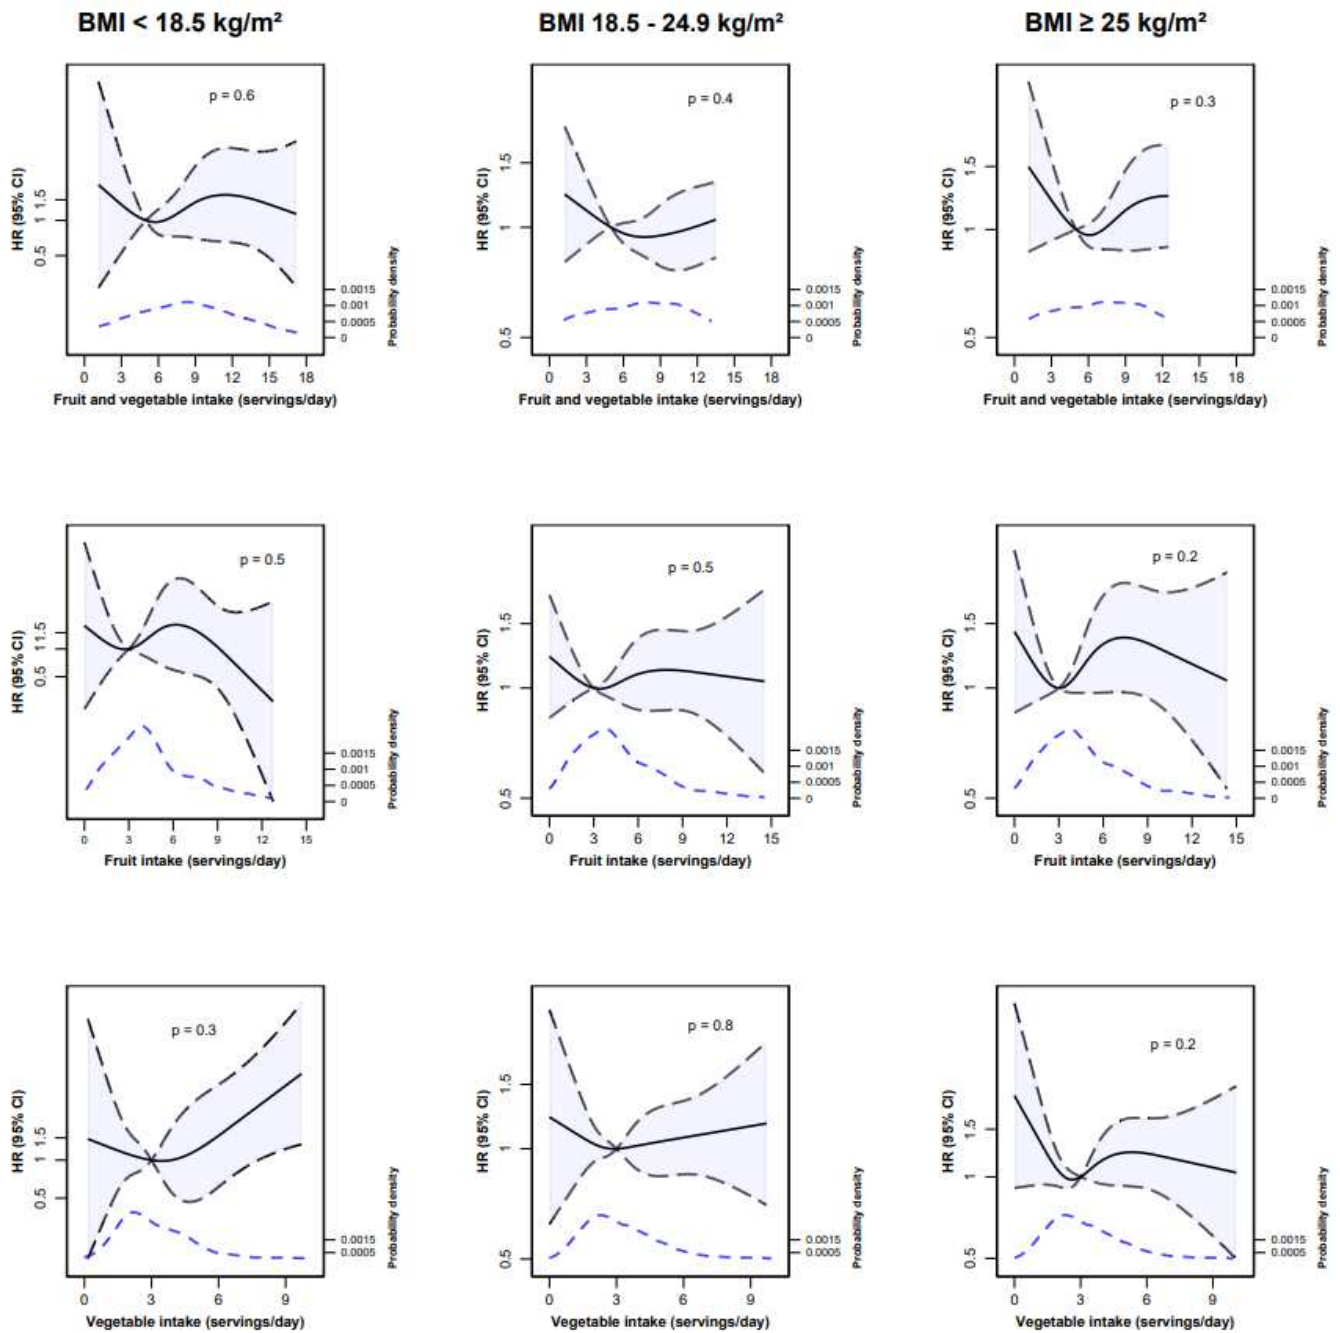 BMI < 18.5 kg/m²
BMI 18.5 - 24.9 kg/m²
BMI ≥ 25 kg/m²
p = 0.6
HR (95% CI)
1.5
1
0.5
0.0015
0.001
0.0005
0
Probability density
0 3 6 9 12 15 18
Fruit and vegetable intake (servings/day)
p = 0.4
HR (95% CI)
1.5
1
0.5
0.0015
0.001
0.0005
0
Probability density
0 3 6 9 12 15 18
Fruit and vegetable intake (servings/day)
p = 0.3
HR (95% CI)
1.5
1
0.5
0.0015
0.001
0.0005
0
Probability density
0 3 6 9 12 15 18
Fruit and vegetable intake (servings/day)
p = 0.5
HR (95% CI)
1.5
1
0.5
0.0015
0.001
0.0005
0
Probability density
0 3 6 9 12 15
Fruit intake (servings/day)
p = 0.5
HR (95% CI)
1.5
1
0.5
0.0015
0.001
0.0005
0
Probability density
0 3 6 9 12 15
Fruit intake (servings/day)
p = 0.2
HR (95% CI)
1.5
1
0.5
0.0015
0.001
0.0005
0
Probability density
0 3 6 9 12 15
Fruit intake (servings/day)
p = 0.3
HR (95% CI)
1.5
1
0.5
0.0015
0.0005
Probability density
0 3 6 9
Vegetable intake (servings/day)
p = 0.8
HR (95% CI)
1.5
1
0.5
0.0015
0.0005
Probability density
0 3 6 9
Vegetable intake (servings/day)
p = 0.2
HR (95% CI)
1.5
1
0.5
0.0015
0.0005
Probability density
0 3 6 9
Vegetable intake (servings/day)